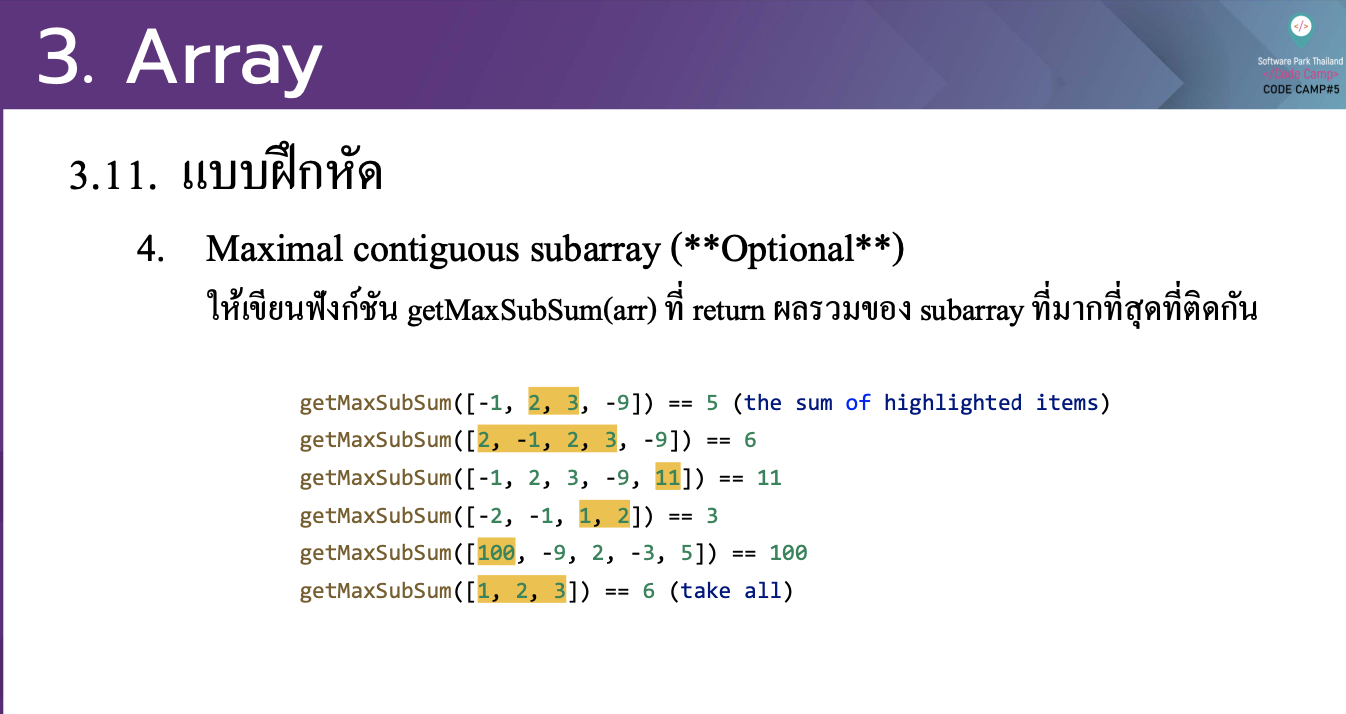 3. Array
</>
Software Park Thailand
</Code Camp>
CODE CAMP#5
3.11. แบบฝึกหัด
4. Maximal contiguous subarray (**Optional**)
ให้เขียนฟังก์ชัน getMaxSubSum(arr) ที่ return ผลรวมของ subarray ที่มากที่สุดที่ติดกัน
getMaxSubSum([-1, 2, 3, -9]) == 5 (the sum of highlighted items)
getMaxSubSum([2, -1, 2, 3, -9]) == 6
getMaxSubSum([-1, 2, 3, -9, 11]) == 11
getMaxSubSum([-2, -1, 1, 2]) == 3
getMaxSubSum([100, -9, 2, -3, 5]) == 100
getMaxSubSum([1, 2, 3]) == 6 (take all)